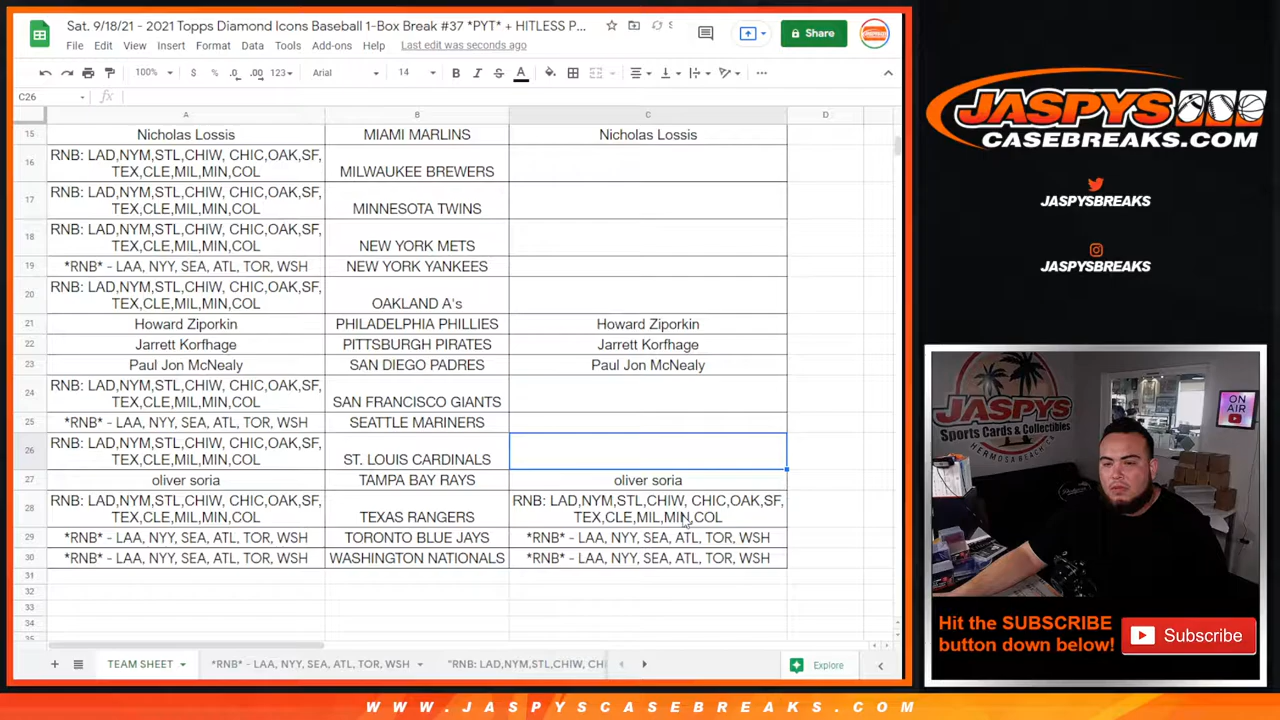 Sat. 9/18/21 - 2021 Topps Diamond Icons Baseball 1-Box Break #37 *PYT* + HITLESS P...
File Edit View Insert Format Data Tools Add-ons Help Last edit was seconds ago
Share
100% $ % .0 .00 123 Arial 14 B I S A
C26 fx
A B C D
15 Nicholas Lossis MIAMI MARLINS Nicholas Lossis
RNB: LAD,NYM,STL,CHIW, CHIC,OAK,SF,
16 TEX,CLE,MIL,MIN,COL MILWAUKEE BREWERS
RNB: LAD,NYM,STL,CHIW, CHIC,OAK,SF,
17 TEX,CLE,MIL,MIN,COL MINNESOTA TWINS
RNB: LAD,NYM,STL,CHIW, CHIC,OAK,SF,
18 TEX,CLE,MIL,MIN,COL NEW YORK METS
19 *RNB* - LAA, NYY, SEA, ATL, TOR, WSH NEW YORK YANKEES
RNB: LAD,NYM,STL,CHIW, CHIC,OAK,SF,
20 TEX,CLE,MIL,MIN,COL OAKLAND A's
21 Howard Ziporkin PHILADELPHIA PHILLIES Howard Ziporkin
22 Jarrett Korfhage PITTSBURGH PIRATES Jarrett Korfhage
23 Paul Jon McNealy SAN DIEGO PADRES Paul Jon McNealy
RNB: LAD,NYM,STL,CHIW, CHIC,OAK,SF,
24 TEX,CLE,MIL,MIN,COL SAN FRANCISCO GIANTS
25 *RNB* - LAA, NYY, SEA, ATL, TOR, WSH SEATTLE MARINERS
RNB: LAD,NYM,STL,CHIW, CHIC,OAK,SF,
26 TEX,CLE,MIL,MIN,COL ST. LOUIS CARDINALS
27 oliver soria TAMPA BAY RAYS oliver soria
RNB: LAD,NYM,STL,CHIW, CHIC,OAK,SF, RNB: LAD,NYM,STL,CHIW, CHIC,OAK,SF,
28 TEX,CLE,MIL,MIN,COL TEXAS RANGERS TEX,CLE,MIL,MIN,COL
29 *RNB* - LAA, NYY, SEA, ATL, TOR, WSH TORONTO BLUE JAYS *RNB* - LAA, NYY, SEA, ATL, TOR, WSH
30 *RNB* - LAA, NYY, SEA, ATL, TOR, WSH WASHINGTON NATIONALS *RNB* - LAA, NYY, SEA, ATL, TOR, WSH
31
32
33
34
35
TEAM SHEET *RNB* - LAA, NYY, SEA, ATL, TOR, WSH "RNB: LAD,NYM,STL,CHIW, CHI
Explore
JASPYS
CASEBREAKS.COM
JASPYSBREAKS
JASPYSBREAKS
JASPYS
Sports Cards & Collectibles
HERMOSA BEACH, CA
ON
AIR
Hit the SUBSCRIBE
button down below!
Subscribe
WWW.JASPYSCASEBREAKS.COM